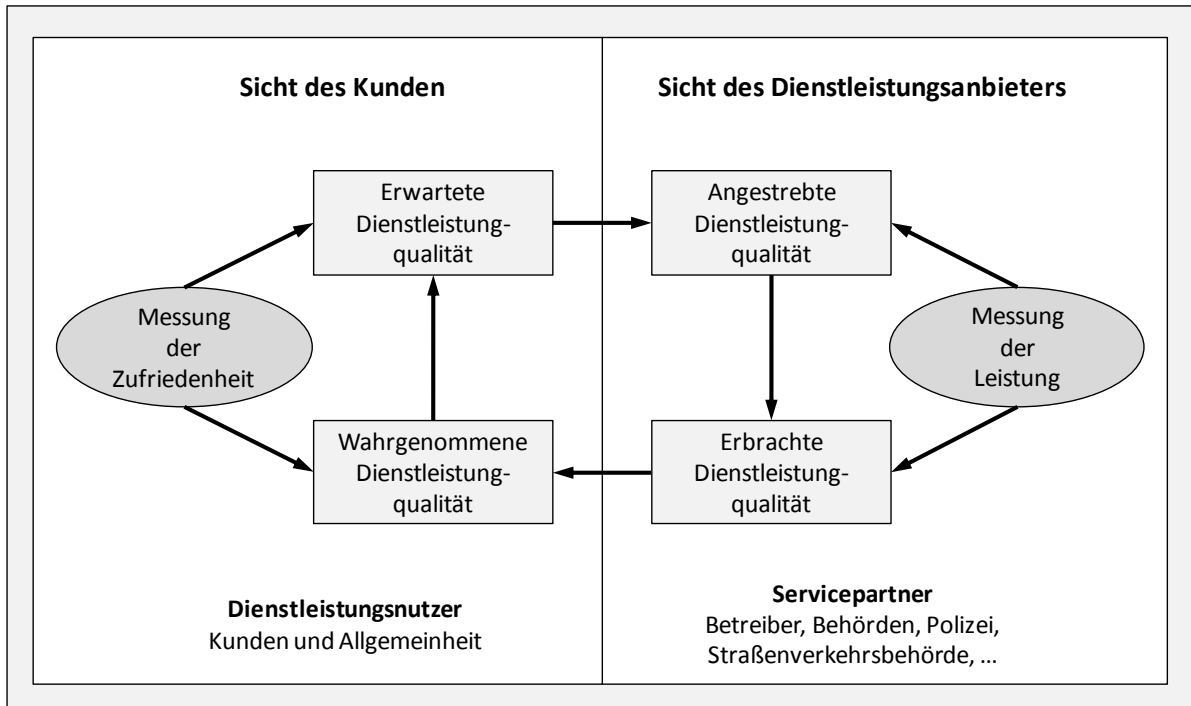 Sicht des Kunden
Sicht des Dienstleistungsanbieters
Erwartete
Dienstleistung-
qualität
Angestrebte
Dienstleistung-
qualität
Messung
der
Zufriedenheit
Messung
der
Leistung
Wahrgenommene
Dienstleistung-
qualität
Erbrachte
Dienstleistung-
qualität
Dienstleistungsnutzer
Kunden und Allgemeinheit
Servicepartner
Betreiber, Behörden, Polizei,
Straßenverkehrsbehörde, ...